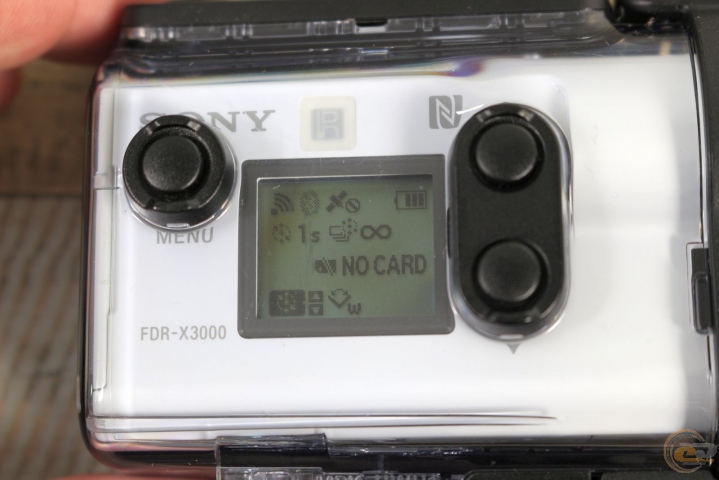 SONY
MENU
1s
NO CARD
W
FDR-X3000